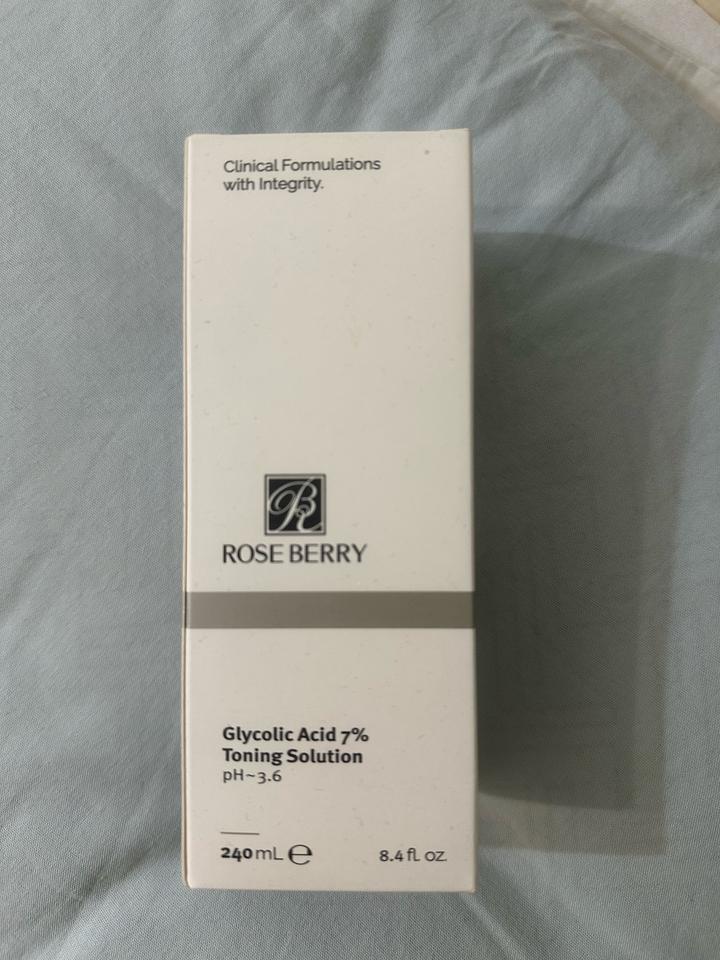 Clinical Formulations
with Integrity.
ROSE BERRY
Glycolic Acid 7%
Toning Solution
pH~3.6
240mL ℮
8.4 fL oz.